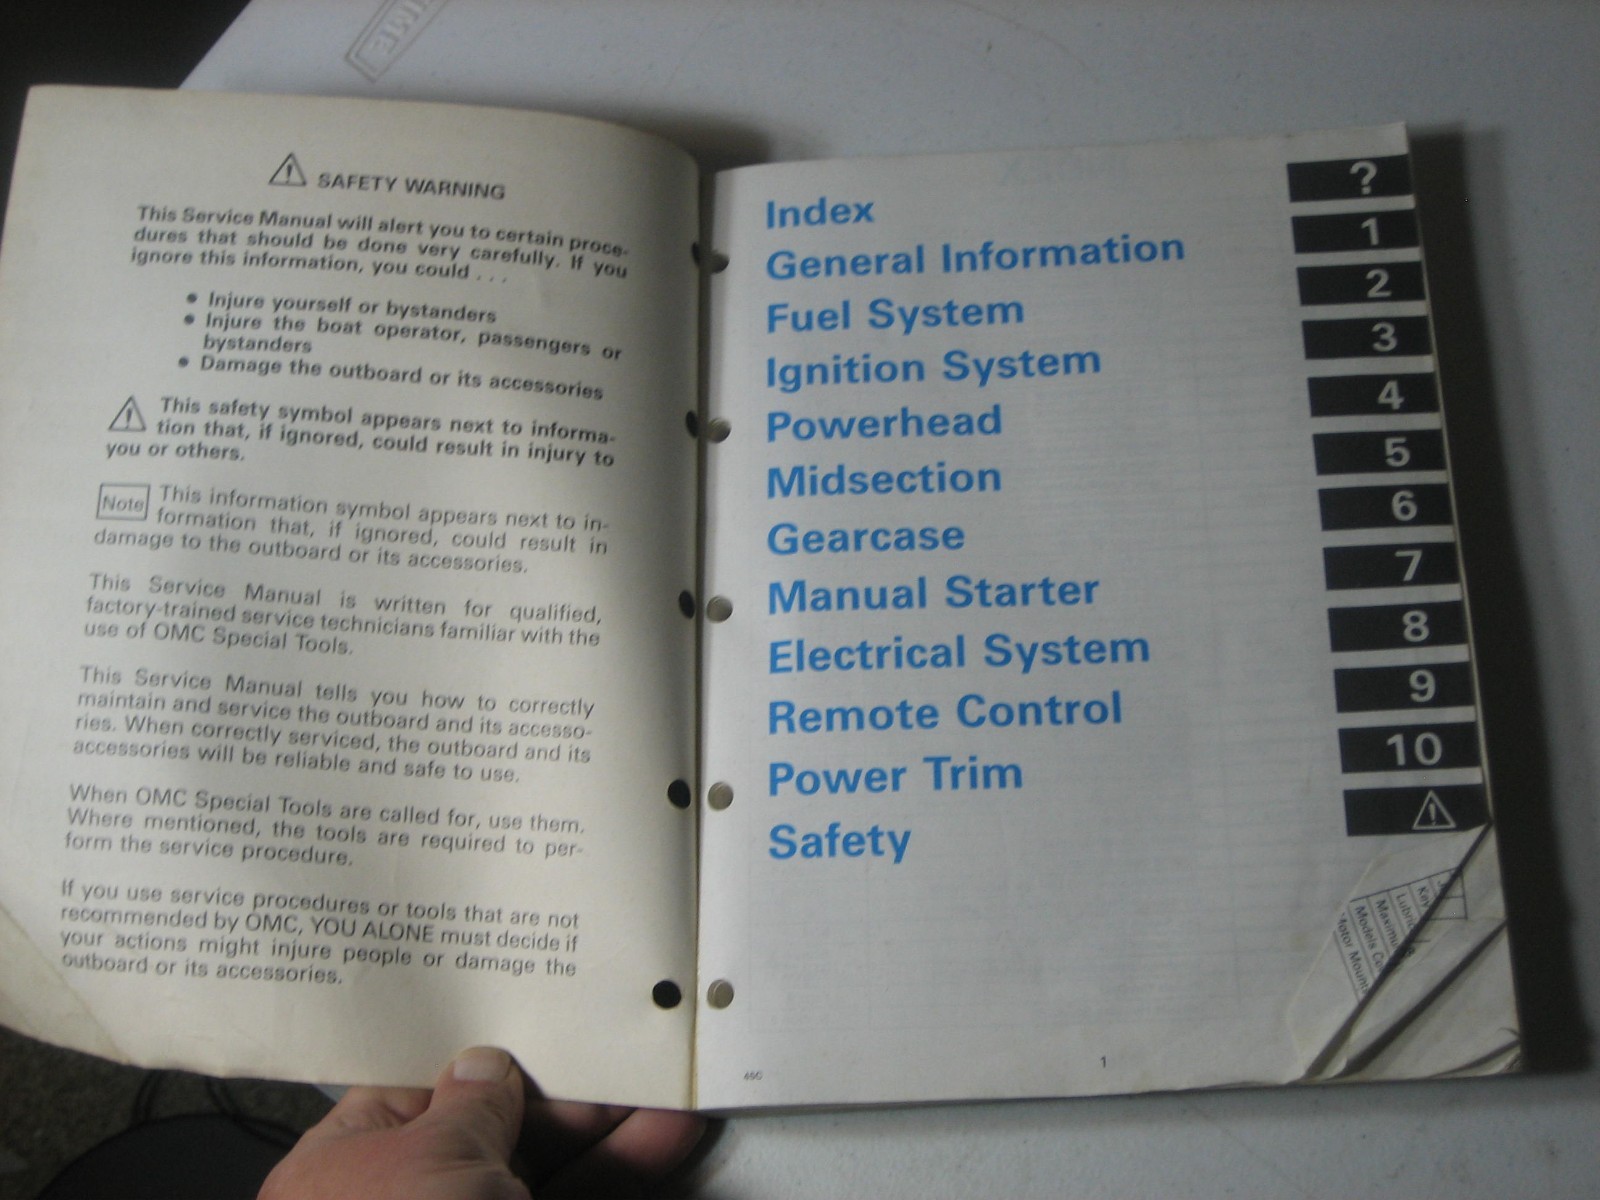 SAFETY WARNING
This Service Manual will alert you to certain proce-
dures that should be done very carefully. If you
ignore this information, you could . . .
• Injure yourself or bystanders
• Injure the boat operator, passengers or
bystanders
• Damage the outboard or its accessories
This safety symbol appears next to informa-
tion that, if ignored, could result in injury to
you or others.
Note This information symbol appears next to in-
formation that, if ignored, could result in
damage to the outboard or its accessories.
This Service Manual is written for qualified,
factory-trained service technicians familiar with the
use of OMC Special Tools.
This Service Manual tells you how to correctly
maintain and service the outboard and its accesso-
ries. When correctly serviced, the outboard and its
accessories will be reliable and safe to use.
When OMC Special Tools are called for, use them.
Where mentioned, the tools are required to per-
form the service procedure.
If you use service procedures or tools that are not
recommended by OMC, YOU ALONE must decide if
your actions might injure people or damage the
outboard or its accessories.
Index ?
General Information 1
Fuel System 2
Ignition System 3
Powerhead 4
Midsection 5
Gearcase 6
Manual Starter 7
Electrical System 8
Remote Control 9
Power Trim 10
Safety
Key
Models
Motor Mount
1